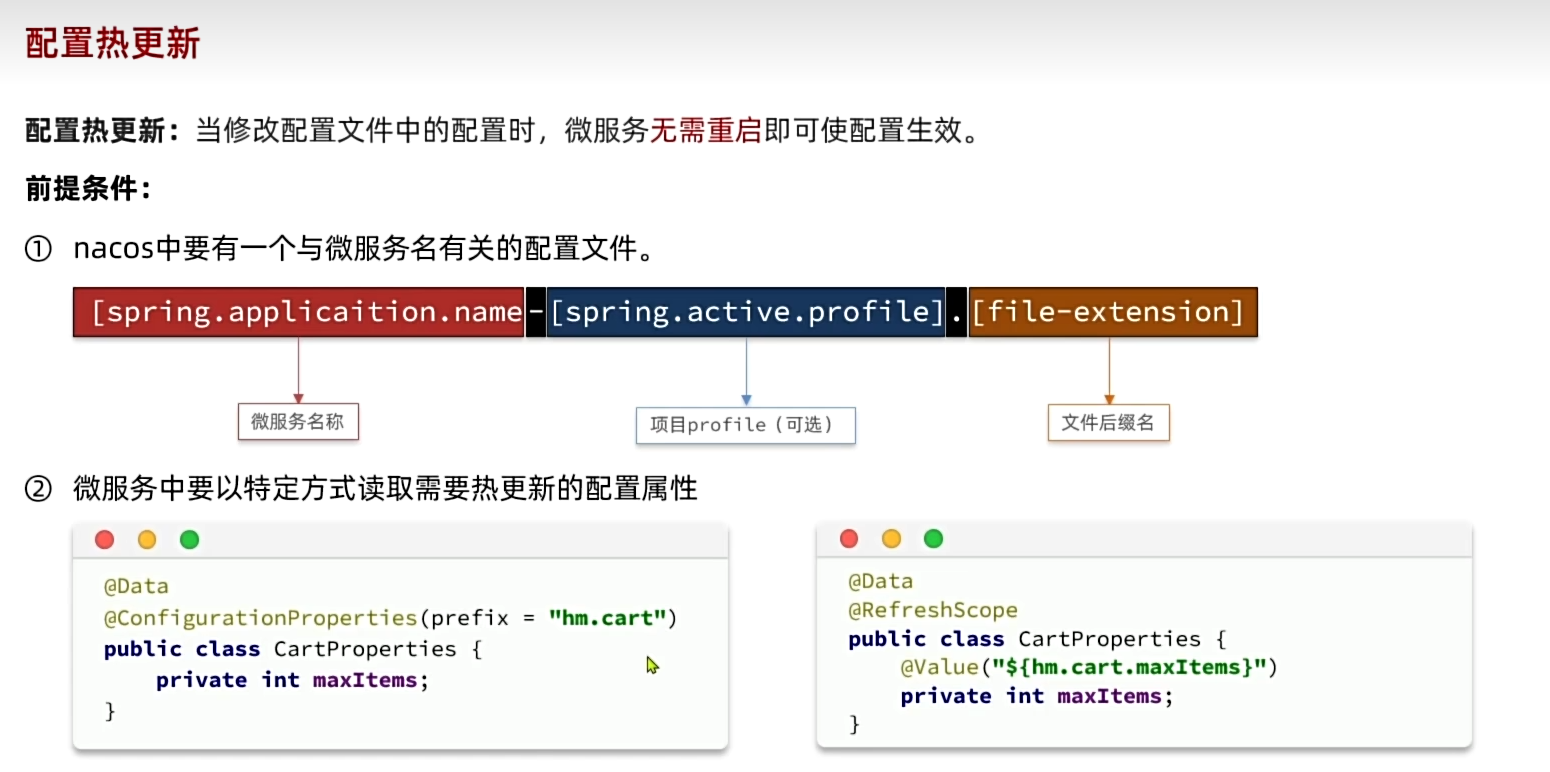 配置热更新
配置热更新：当修改配置文件中的配置时，微服务无需重启即可使配置生效。
前提条件：
① nacos中要有一个与微服务名有关的配置文件。
[spring.applicaition.name-[spring.active.profile].[file-extension]
微服务名称 项目profile（可选） 文件后缀名
② 微服务中要以特定方式读取需要热更新的配置属性
@Data
@ConfigurationProperties(prefix = "hm.cart")
public class CartProperties {
    private int maxItems;
}
@Data
@RefreshScope
public class CartProperties {
    @Value("${hm.cart.maxItems}")
    private int maxItems;
}